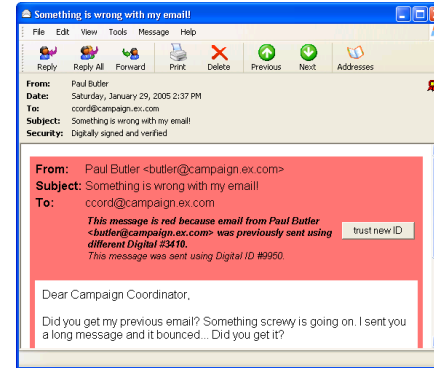 Something is wrong with my email!
File Edit View Tools Message Help
Reply Reply All Forward Print Delete Previous Next Addresses
From: Paul Butler
Date: Saturday, January 29, 2005 2:37 PM
To: ccord@campaign.ex.com
Subject: Something is wrong with my email!
Security: Digitally signed and verified
From: Paul Butler <butler@campaign.ex.com>
Subject: Something is wrong with my email!
To: ccord@campaign.ex.com
This message is red because email from Paul Butler
<butler@campaign.ex.com> was previously sent using
different Digital #3410.
This message was sent using Digital ID #9950.
trust new ID
Dear Campaign Coordinator,
Did you get my previous email? Something screwy is going on. I sent you
a long message and it bounced... Did you get it?